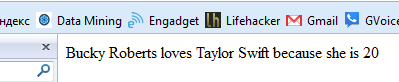 ндекс Data Mining Engadget Lifehacker Gmail GVoice
Bucky Roberts loves Taylor Swift because she is 20